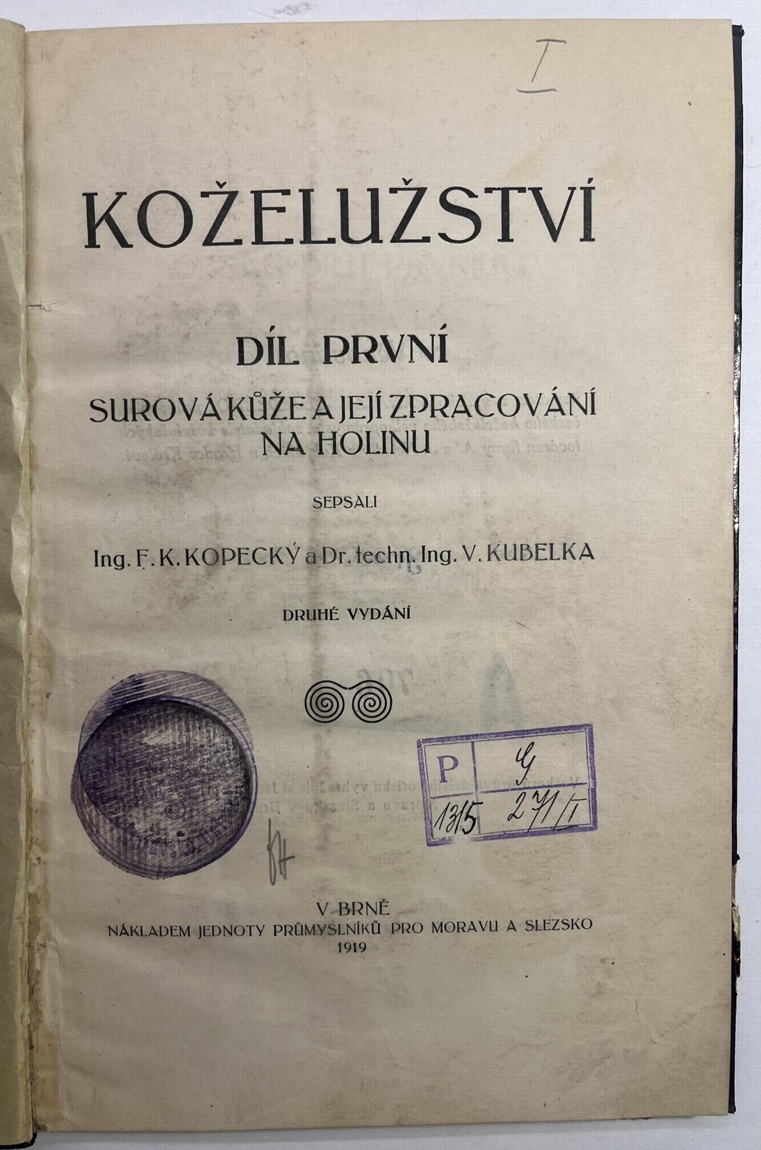 I
KOŽELUŽSTVÍ
DÍL PRVNÍ
SUROVÁ KŮŽE A JEJÍ ZPRACOVÁNÍ
NA HOLINU
SEPSALI
Ing. F. K. KOPECKÝ a Dr. techn. Ing. V. KUBELKA
DRUHÉ VYDÁNÍ
P G
1315 271/I
V BRNĚ
NÁKLADEM JEDNOTY PRŮMYSLNÍKŮ PRO MORAVU A SLEZSKO
1919